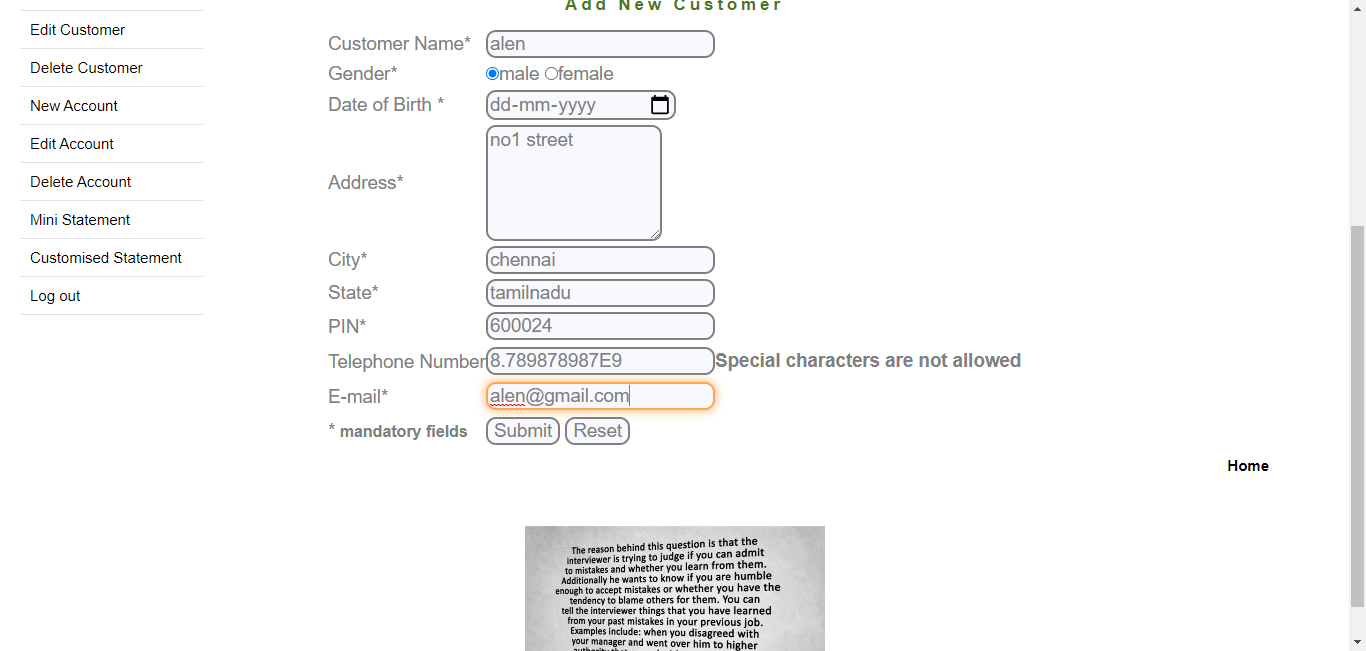 Add New Customer
Edit Customer
Delete Customer
New Account
Edit Account
Delete Account
Mini Statement
Customised Statement
Log out
Customer Name* alen
Gender* male female
Date of Birth * dd-mm-yyyy
Address* no1 street
City* chennai
State* tamilnadu
PIN* 600024
Telephone Number 8.789878987E9 Special characters are not allowed
E-mail* alen@gmail.com
* mandatory fields Submit Reset
Home
The reason behind this question is that the
interviewer is trying to judge if you can admit
to mistakes and whether you learn from them.
Additionally he wants to know if you are humble
enough to accept mistakes or whether you have the
tendency to blame others for them. You can
tell the interviewer things that you have learned
from your past mistakes in your previous job.
Examples include: when you disagreed with
your manager and went over him to higher